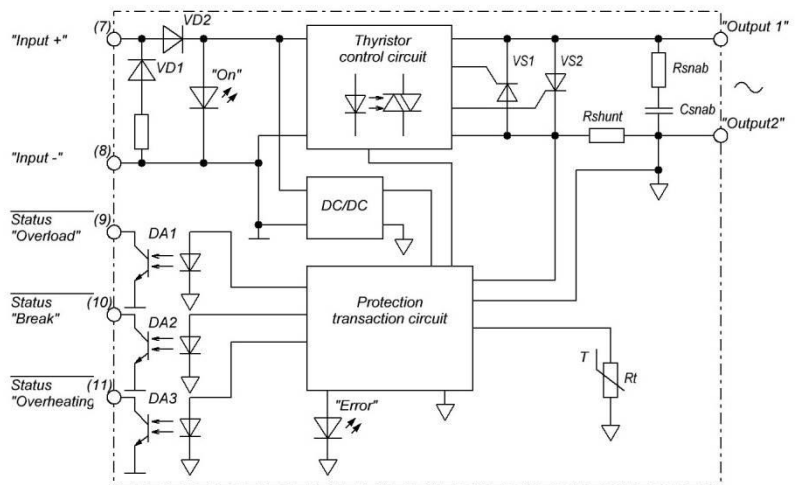 "Input +"
(7)
VD2
VD1
"On"
Thyristor
control circuit
VS1
VS2
"Output 1"
Rsnab
Csnab
Rshunt
"Output2"
"Input -"
(8)
DC/DC
Status
"Overload"
(9)
DA1
Status
"Break"
(10)
DA2
Protection
transaction circuit
T
Rt
Status
"Overheating
(11)
DA3
"Error"